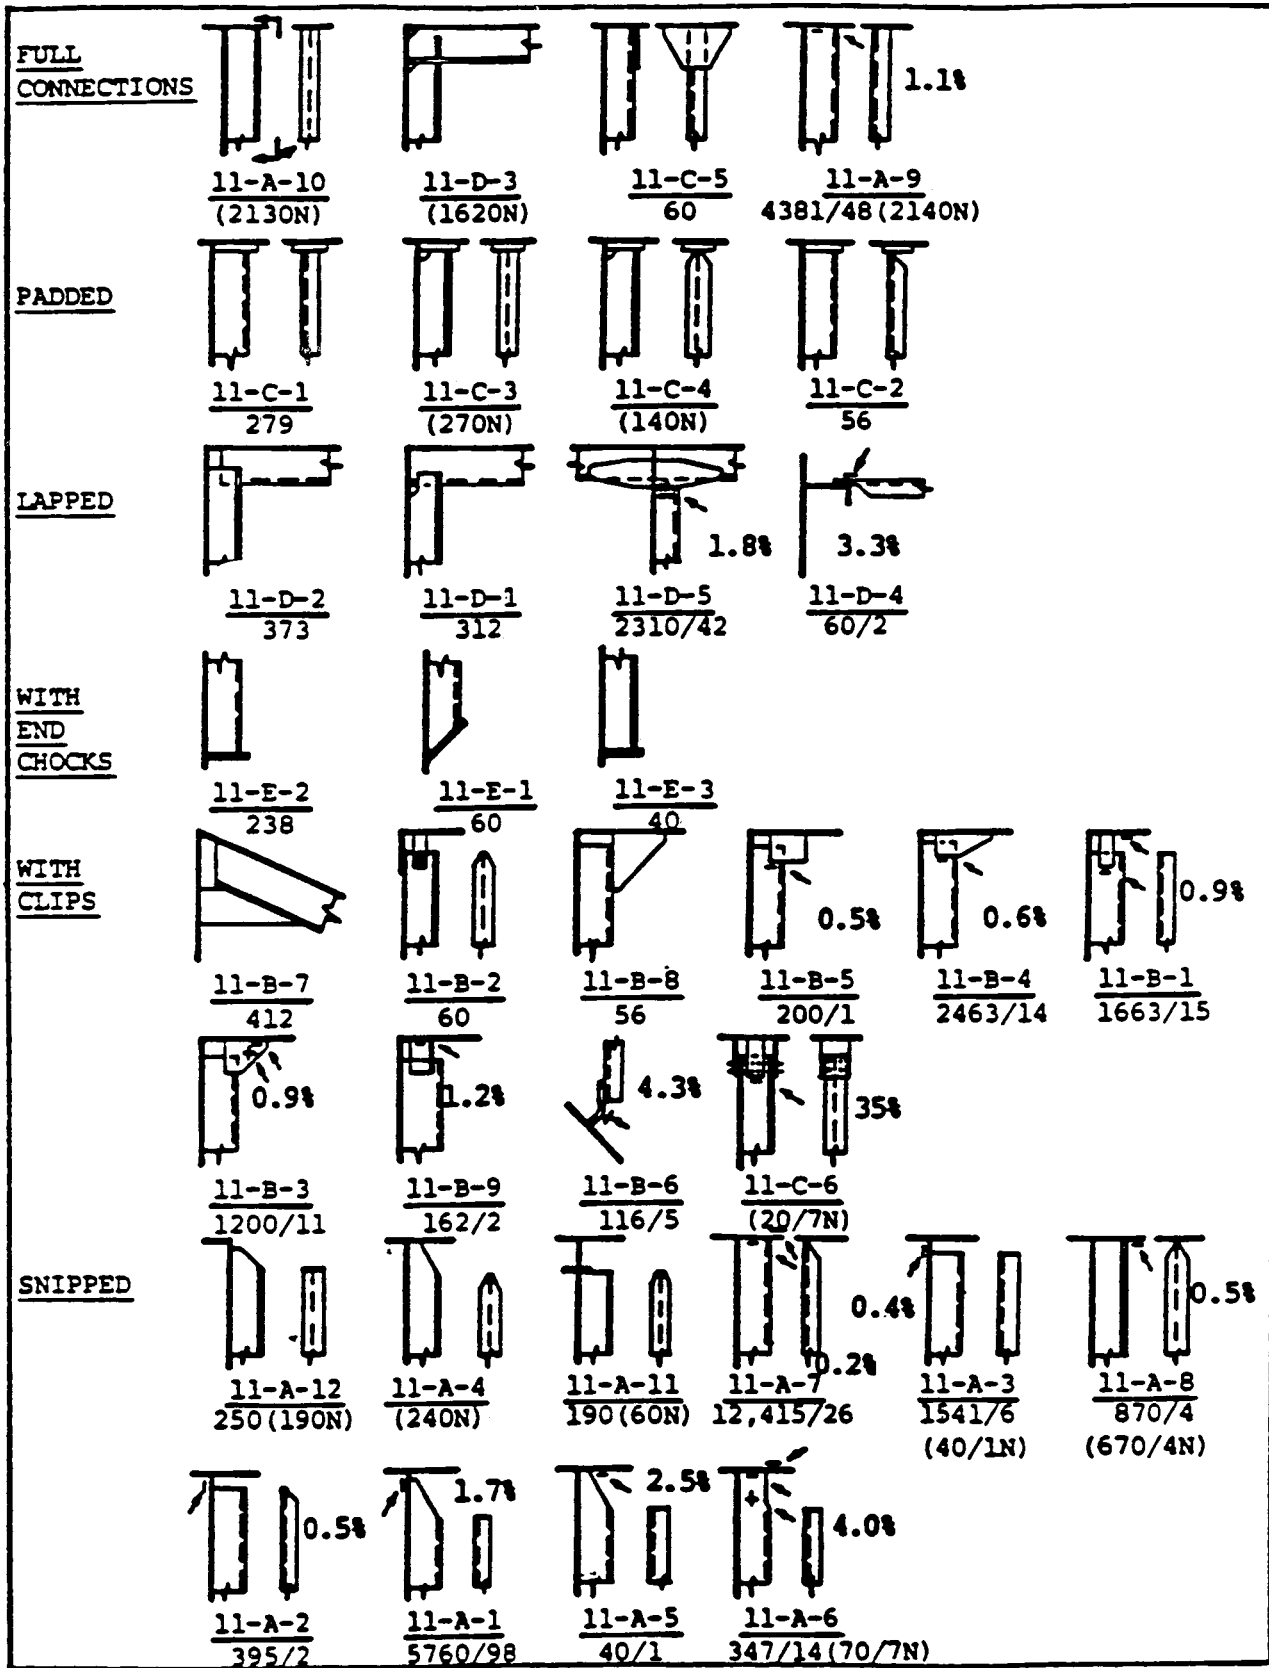 FULL
CONNECTIONS
1.1%
11-A-10
11-D-3
11-C-5
11-A-9
(2130N)
(1620N)
60
4381/48(2140N)
PADDED
11-C-1
11-C-3
11-C-4
11-C-2
279
(270N)
(140N)
56
LAPPED
1.8%
3.3%
11-D-2
11-D-1
11-D-5
11-D-4
373
312
2310/42
60/2
WITH
END
CHOCKS
11-E-2
11-E-1
11-E-3
238
60
40
WITH
CLIPS
0.5%
0.6%
0.9%
11-B-7
11-B-2
11-B-8
11-B-5
11-B-4
11-B-1
412
60
56
200/1
2463/14
1663/15
0.9%
1.2%
4.3%
35%
11-B-3
11-B-9
11-B-6
11-C-6
1200/11
162/2
116/5
(20/7N)
SNIPPED
0.2%
0.4%
0.5%
11-A-12
11-A-4
11-A-11
11-A-7
11-A-3
11-A-8
250(190N)
(240N)
190(60N)
12,415/26
1541/6
870/4
(40/1N)
(670/4N)
0.5%
1.7%
2.5%
4.0%
11-A-2
11-A-1
11-A-5
11-A-6
395/2
5760/98
40/1
347/14(70/7N)